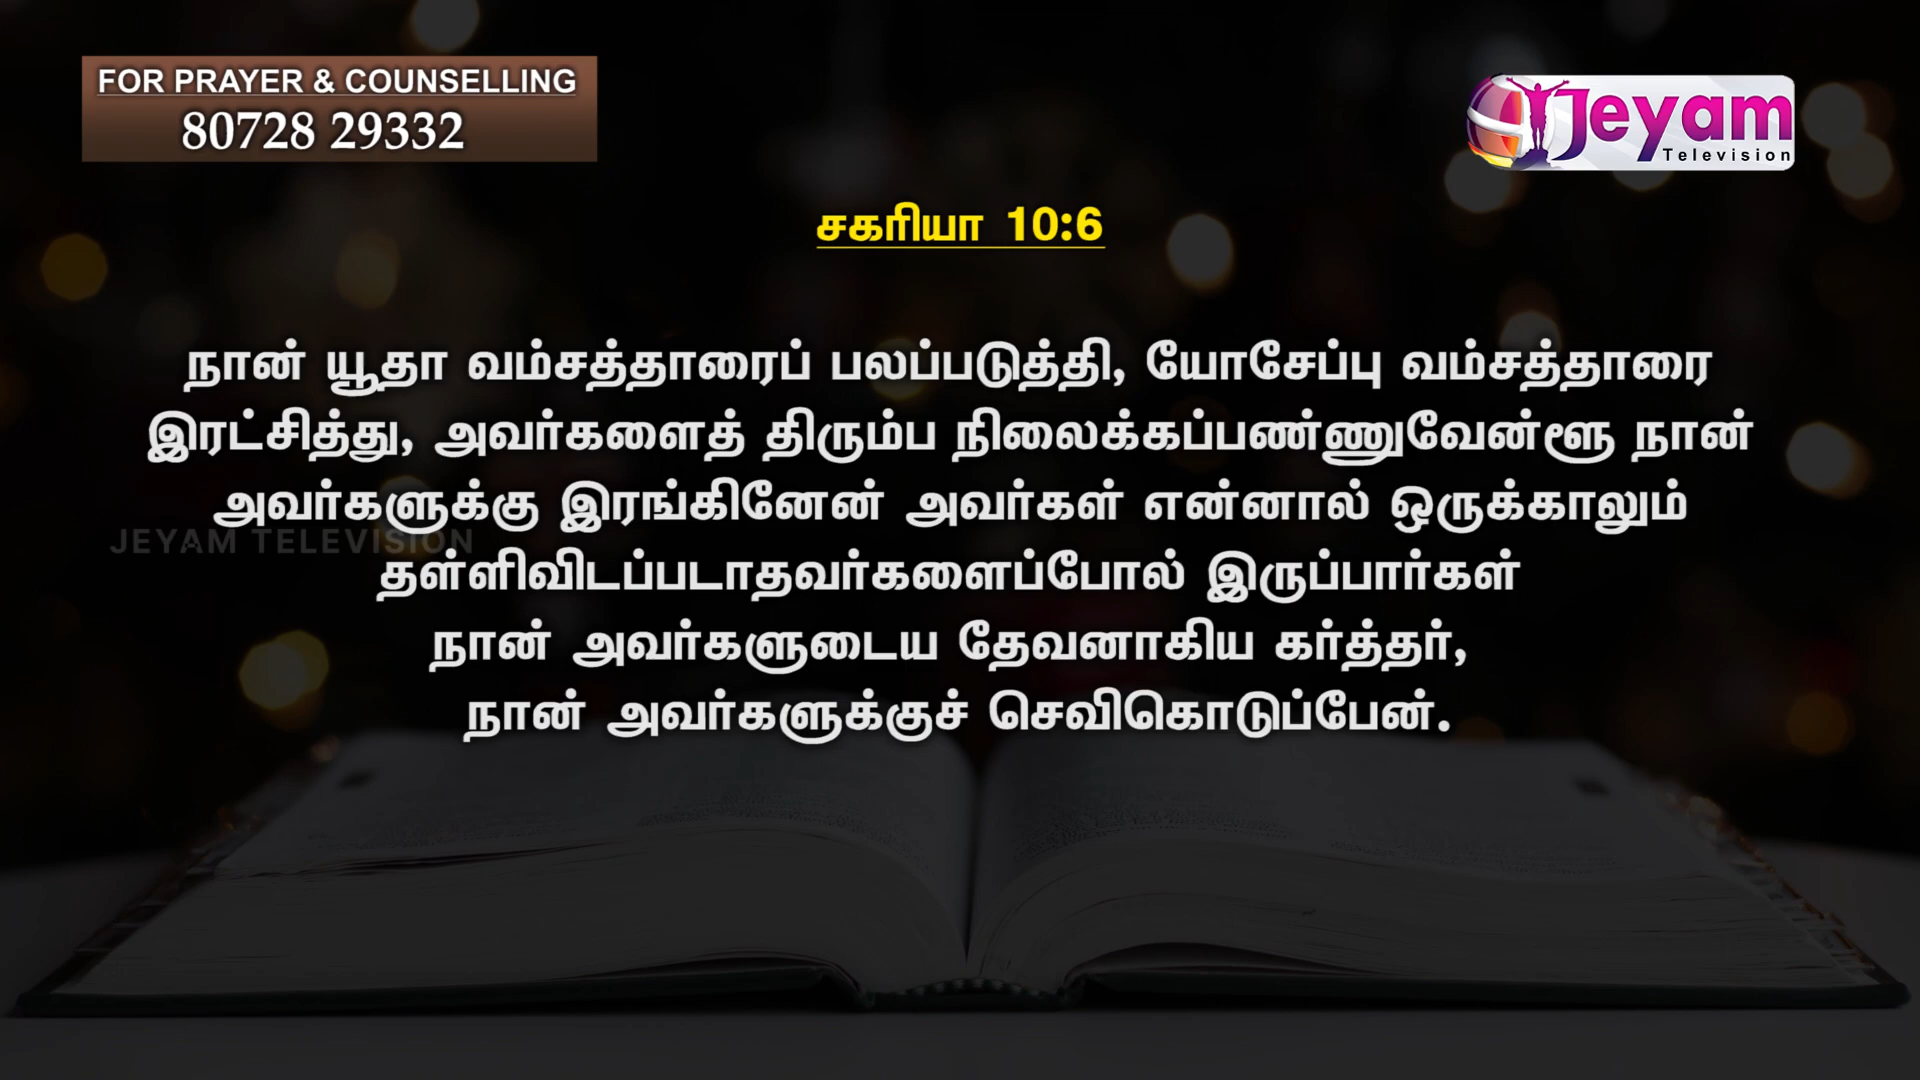 FOR PRAYER & COUNSELLING
80728 29332
Jeyam
Television
சகரியா 10:6
நான் யூதா வம்சத்தாரைப் பலப்படுத்தி, யோசேப்பு வம்சத்தாரை
இரட்சித்து, அவர்களைத் திரும்ப நிலைக்கப்பண்ணுவேன்ளூ நான்
அவர்களுக்கு இரங்கினேன் அவர்கள் என்னால் ஒருக்காலும்
JEYAM TELEVISION
தள்ளிவிடப்படாதவர்களைப்போல் இருப்பார்கள்
நான் அவர்களுடைய தேவனாகிய கர்த்தர்,
நான் அவர்களுக்குச் செவிகொடுப்பேன்.